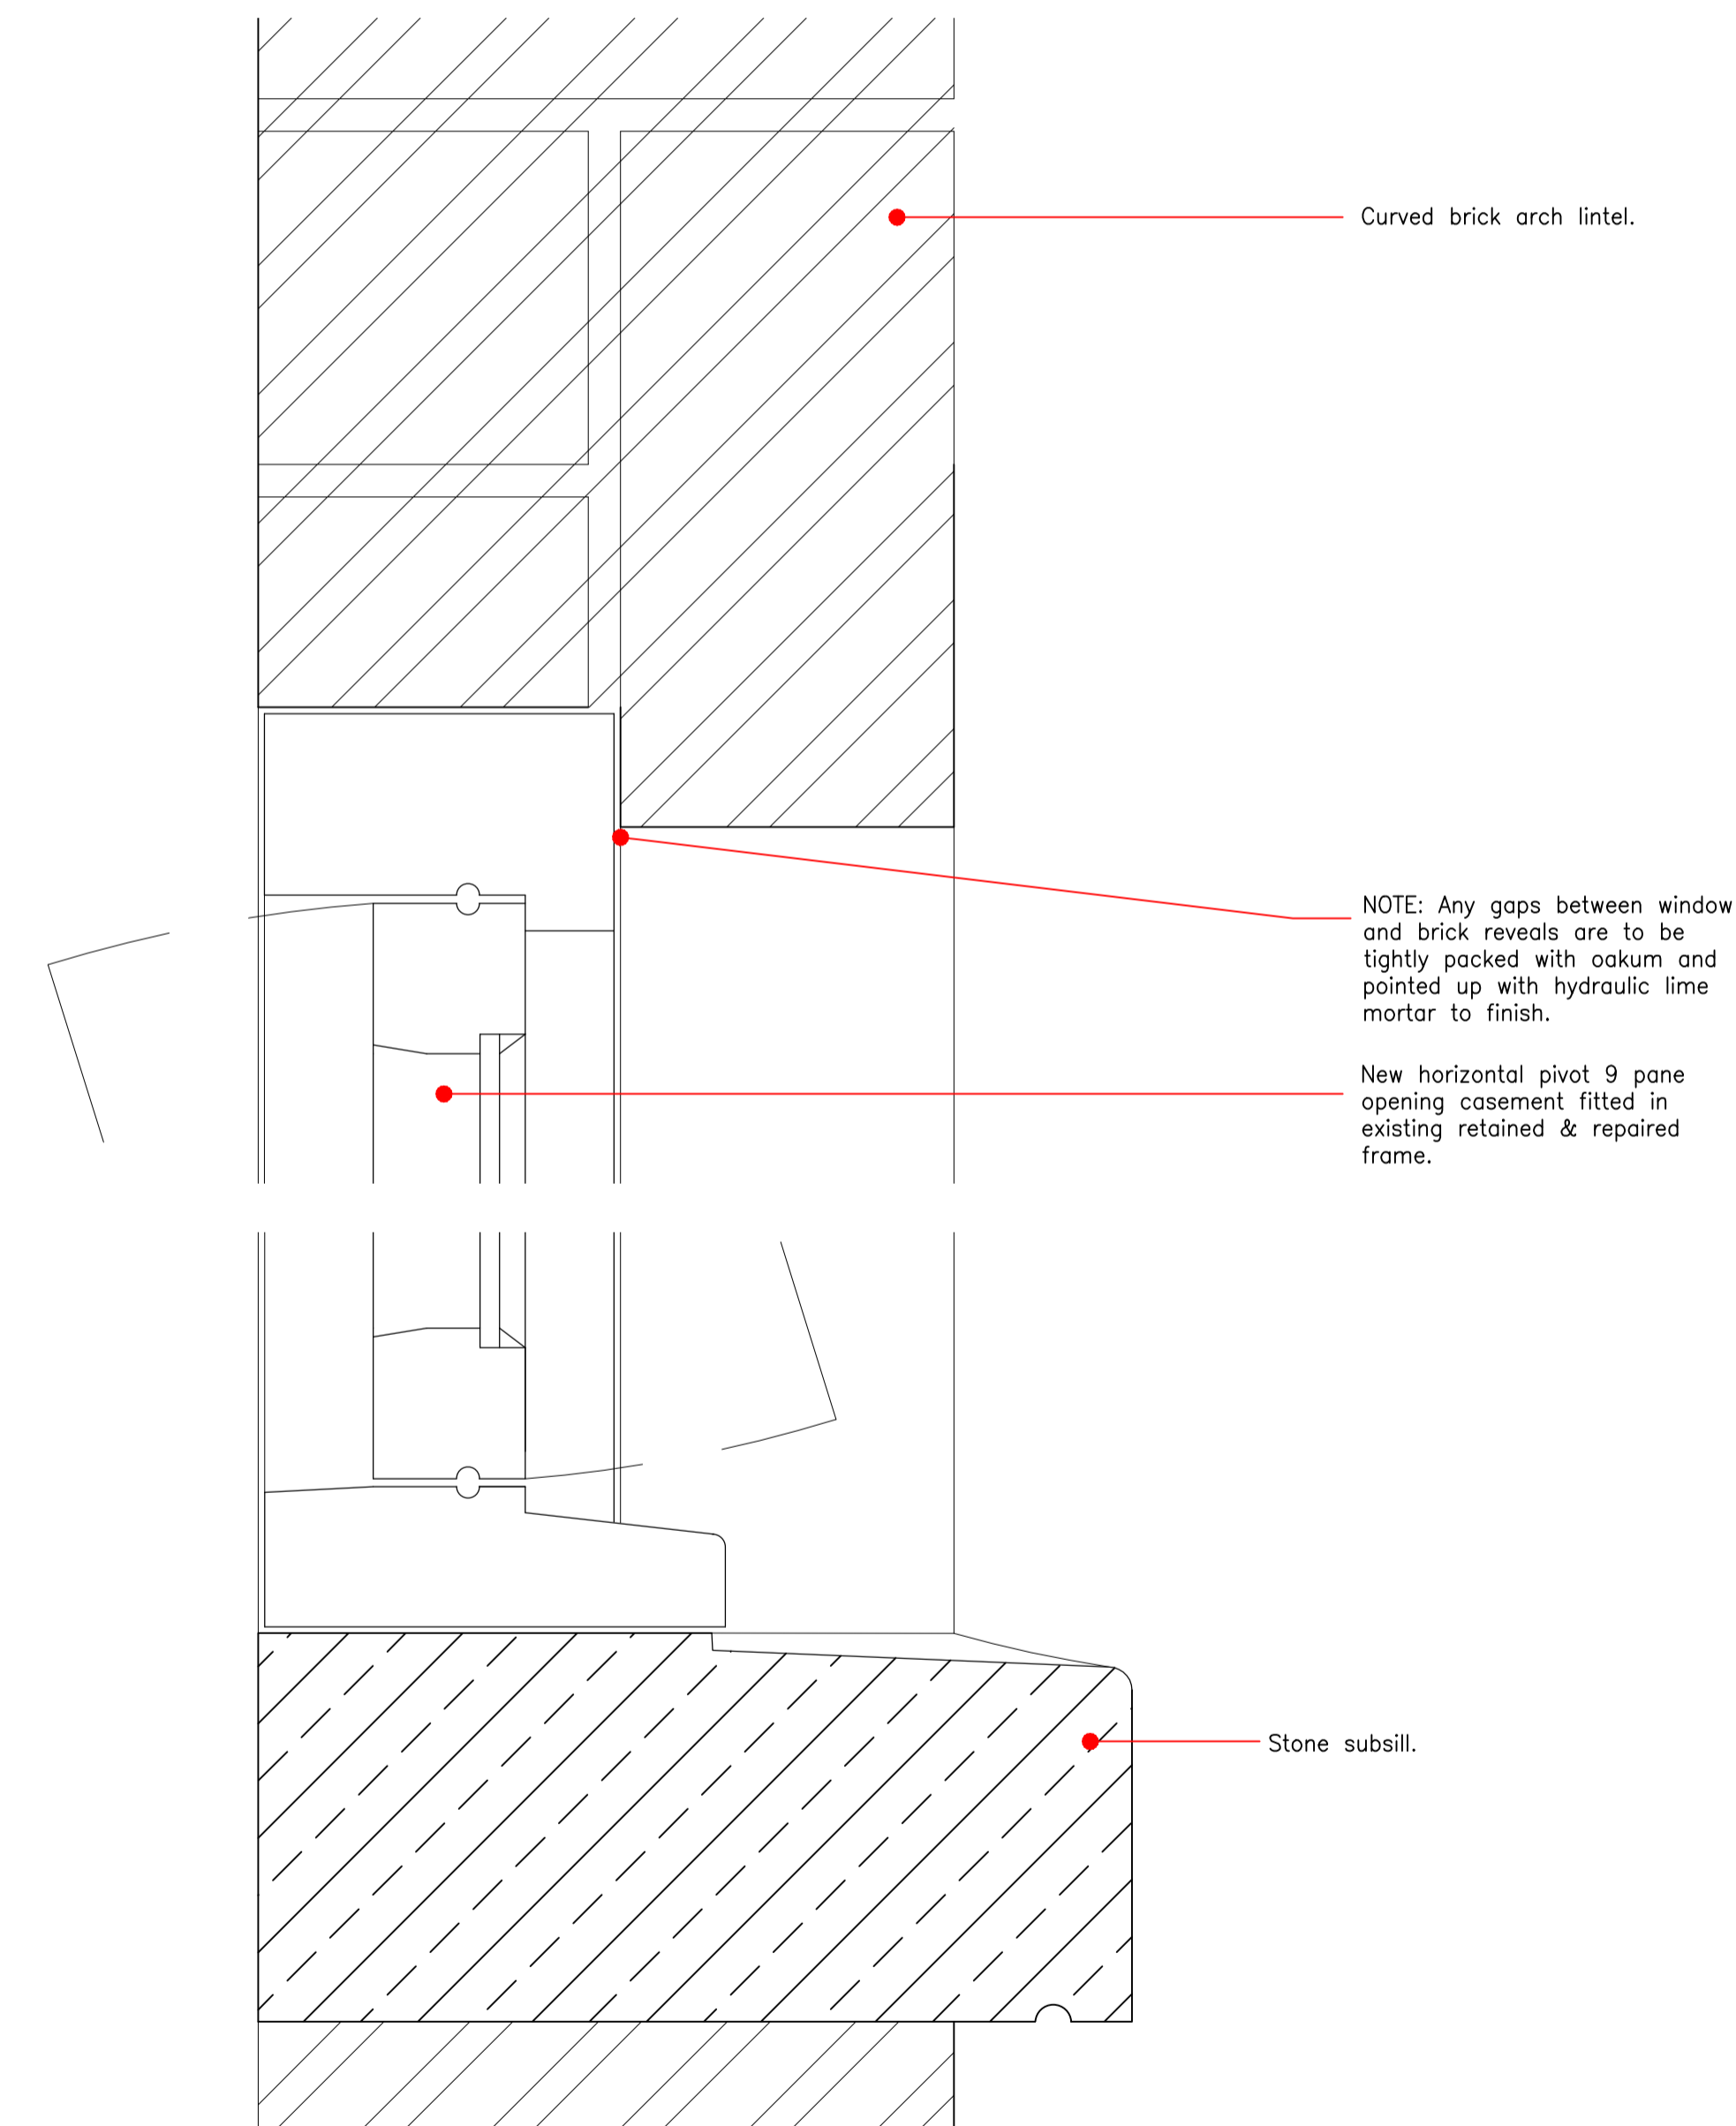 Curved brick arch lintel.
NOTE: Any gaps between window
and brick reveals are to be
tightly packed with oakum and
pointed up with hydraulic lime
mortar to finish.
New horizontal pivot 9 pane
opening casement fitted in
existing retained & repaired
frame.
Stone subsill.